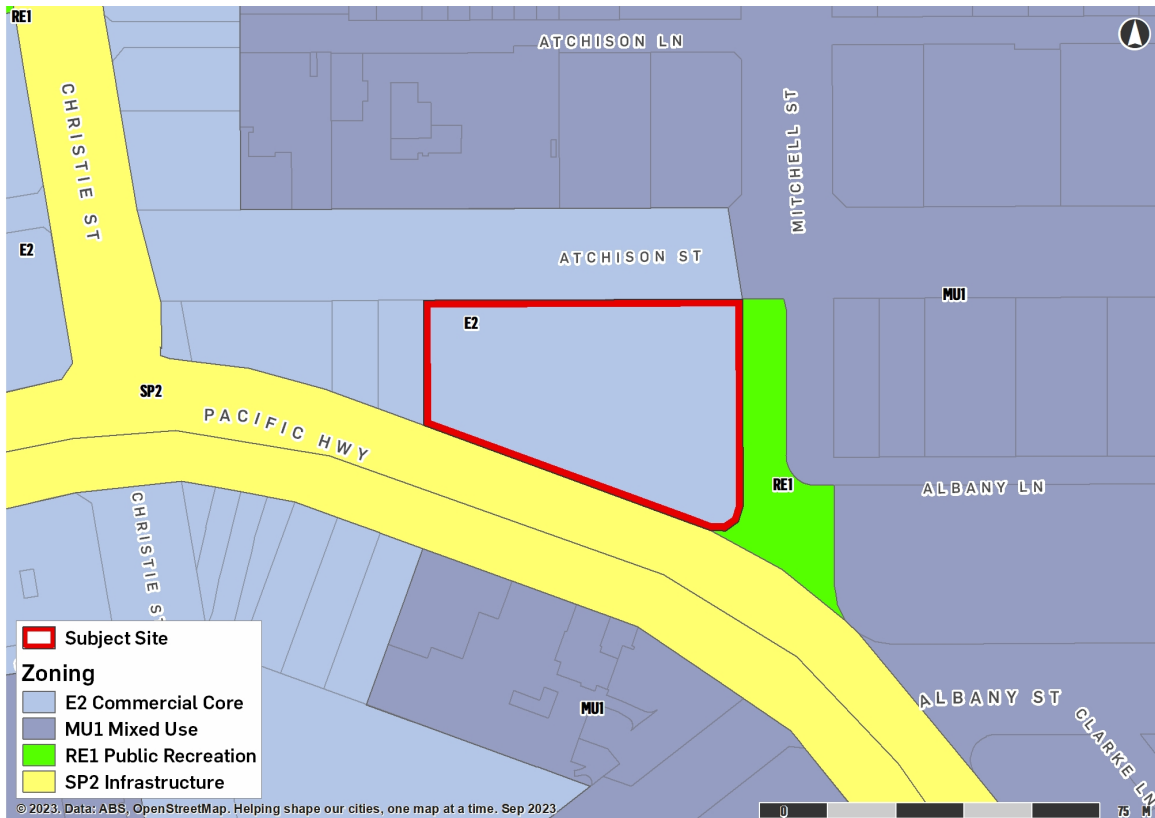 RE1
ATCHISON LN
CHRISTIE ST
MITCHELL ST
E2
ATCHISON ST
MU1
E2
SP2
PACIFIC HWY
RE1
ALBANY LN
CHRISTIE
MU1
ALBANY ST
CLARKE LN
Subject Site
Zoning
E2 Commercial Core
MU1 Mixed Use
RE1 Public Recreation
SP2 Infrastructure
© 2023. Data: ABS, OpenStreetMap. Helping shape our cities, one map at a time. Sep 2023.
0 75 M